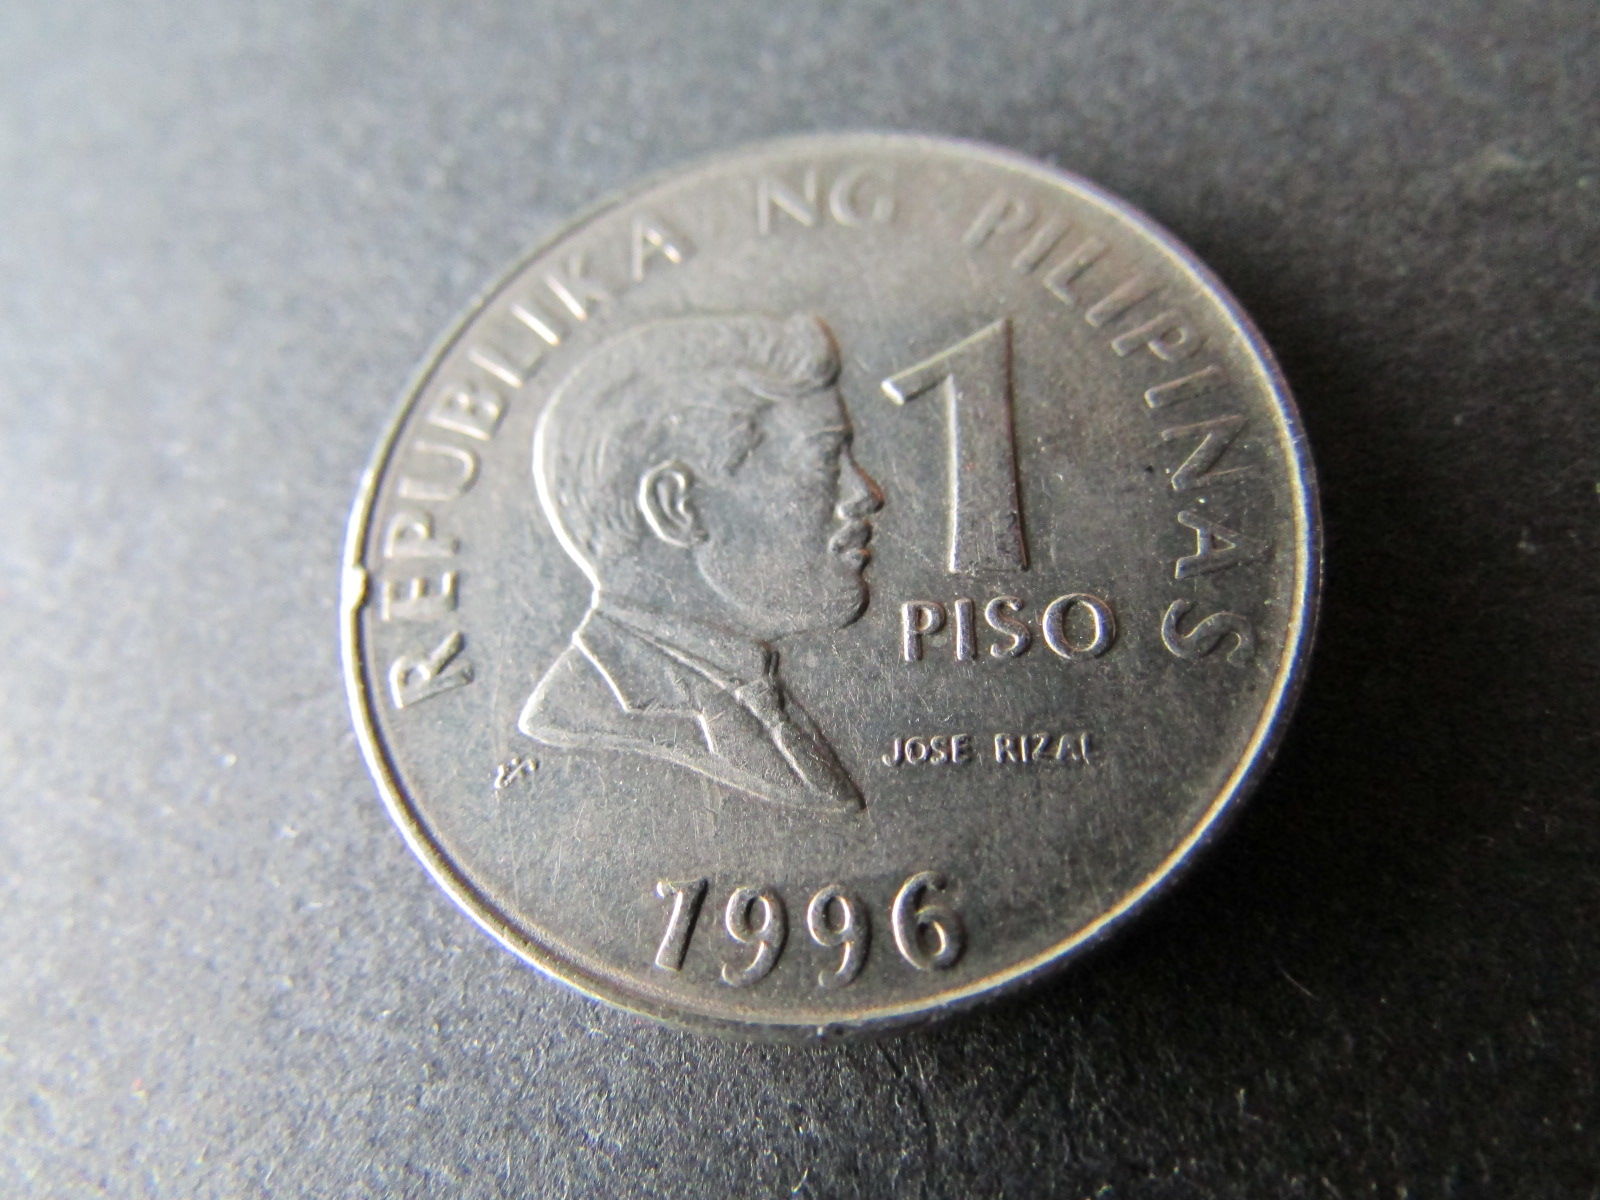 REPUBLIKA NG PILIPINAS
1
PISO
JOSE RIZAL
1996